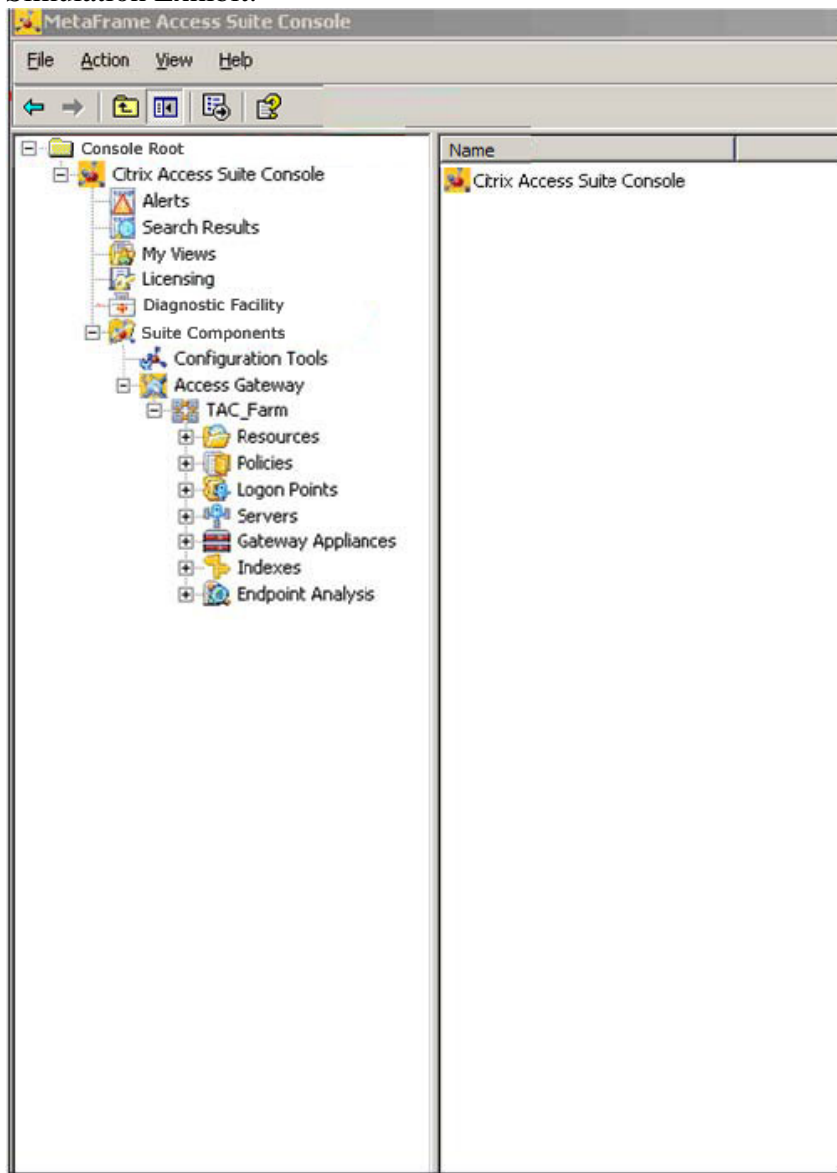 Simulation Exhibit:
MetaFrame Access Suite Console
File Action View Help
Console Root
Citrix Access Suite Console
Alerts
Search Results
My Views
Licensing
Diagnostic Facility
Suite Components
Configuration Tools
Access Gateway
TAC_Farm
Resources
Policies
Logon Points
Servers
Gateway Appliances
Indexes
Endpoint Analysis
Name
Citrix Access Suite Console